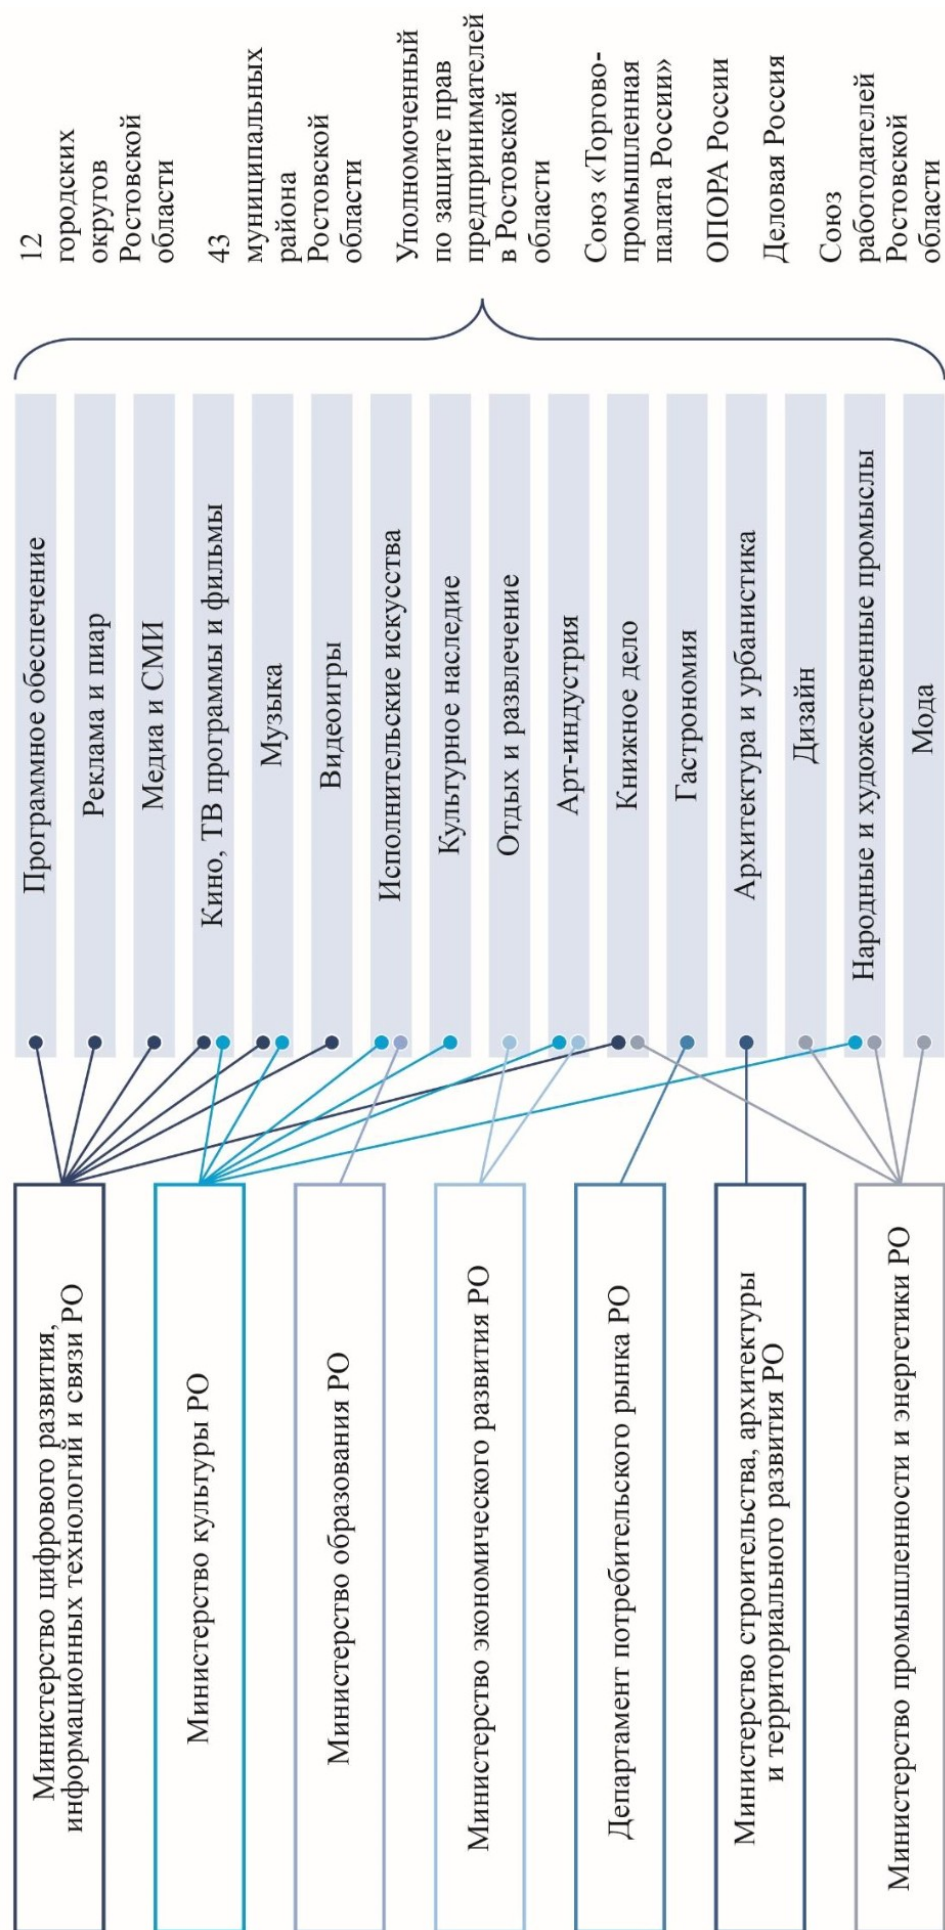 Министерство цифрового развития,
информационных технологий и связи РО
Министерство культуры РО
Министерство образования РО
Министерство экономического развития РО
Департамент потребительского рынка РО
Министерство строительства, архитектуры
и территориального развития РО
Министерство промышленности и энергетики РО
Программное обеспечение
Реклама и пиар
Медиа и СМИ
Кино, ТВ программы и фильмы
Музыка
Видеоигры
Исполнительские искусства
Культурное наследие
Отдых и развлечение
Арт-индустрия
Книжное дело
Гастрономия
Архитектура и урбанистика
Дизайн
Народные и художественные промыслы
Мода
12
городских
округов
Ростовской
области
43
муниципальных
района
Ростовской
области
Уполномоченный
по защите прав
предпринимателей
в Ростовской
области
Союз «Торгово-
промышленная
палата России»
ОПОРА России
Деловая Россия
Союз
работодателей
Ростовской
области